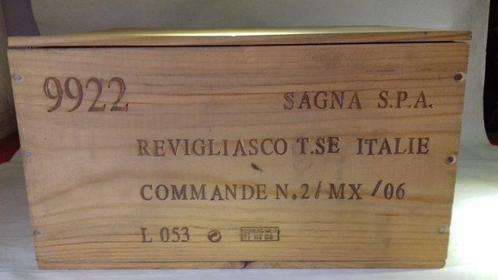 9922 SAGNA S.P.A.
REVIGLIASCO T.SE ITALIE
COMMANDE N.2/MX/06
L 053